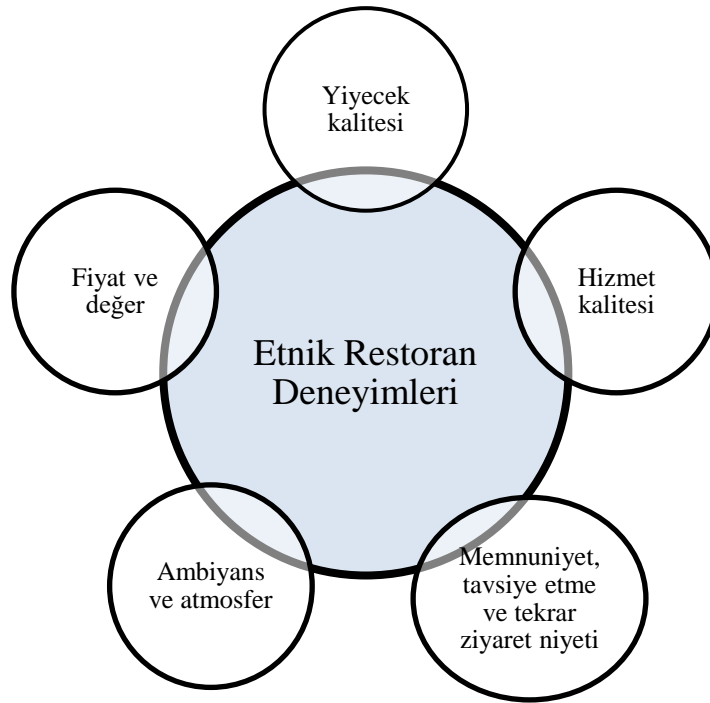 Yiyecek
kalitesi
Fiyat ve
değer
Hizmet
kalitesi
Etnik Restoran
Deneyimleri
Ambiyans
ve atmosfer
Memnuniyet,
tavsiye etme
ve tekrar
ziyaret niyeti